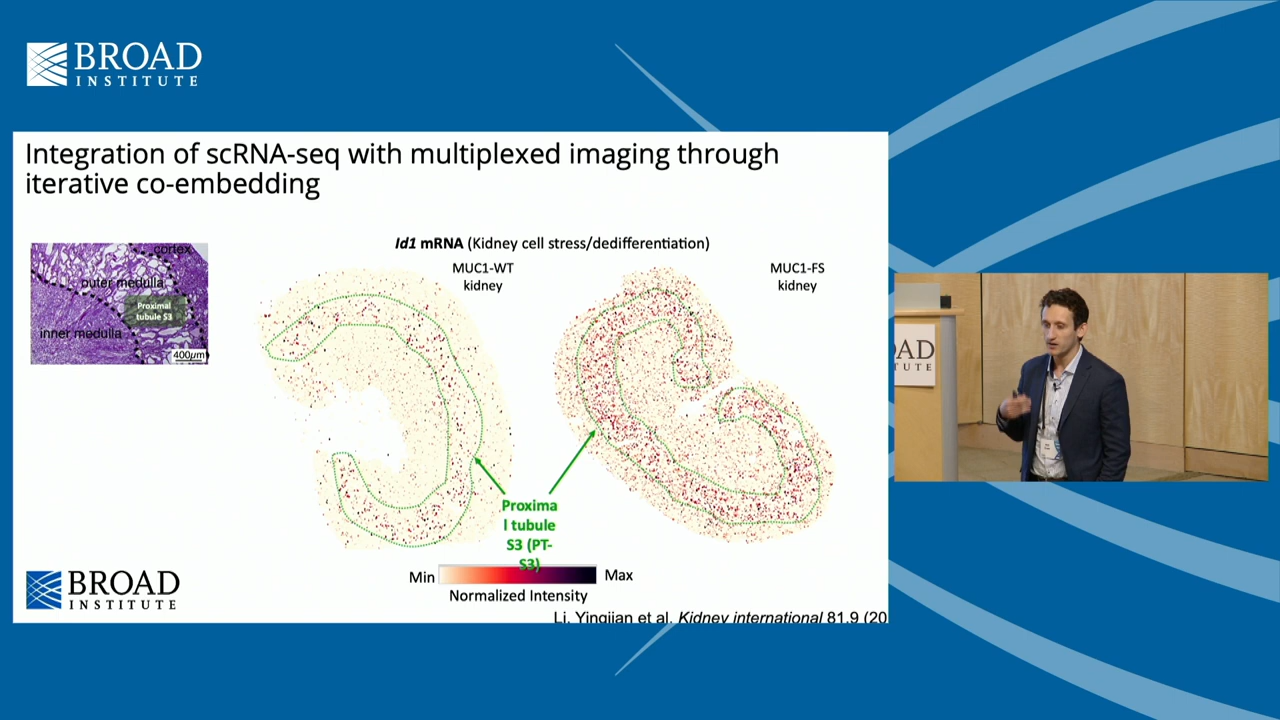 BROAD
INSTITUTE
Integration of scRNA-seq with multiplexed imaging through
iterative co-embedding
Id1 mRNA (Kidney cell stress/dedifferentiation)
MUC1-WT
kidney
MUC1-FS
kidney
cortex
outer medulla
Proximal
tubule S3
inner medulla
400µm
Proxima
l tubule
S3 (PT-
S3)
Min
Max
Normalized Intensity
BROAD
INSTITUTE
Li, Yingjian et al. Kidney international 81.9 (20
AD
TUTE